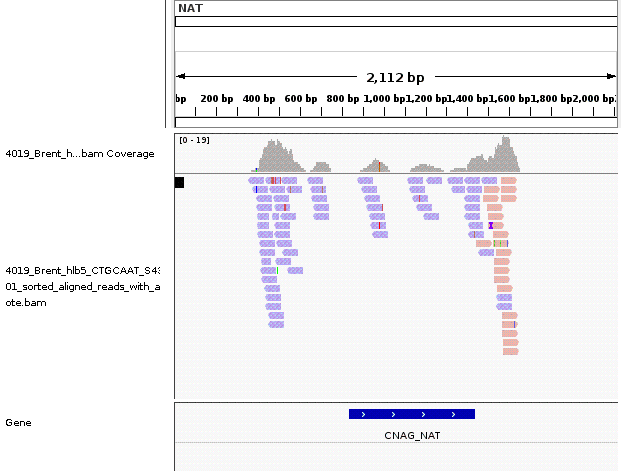 NAT
2,112 bp
bp 200 bp 400 bp 600 bp 800 bp 1,000 bp 1,200 bp 1,400 bp 1,600 bp 1,800 bp 2,000 bp
[0 - 19]
4019_Brent_h...bam Coverage
4019_Brent_hlb5_CTGCAAT_S43
01_sorted_aligned_reads_with_a
ote.bam
Gene
CNAG_NAT